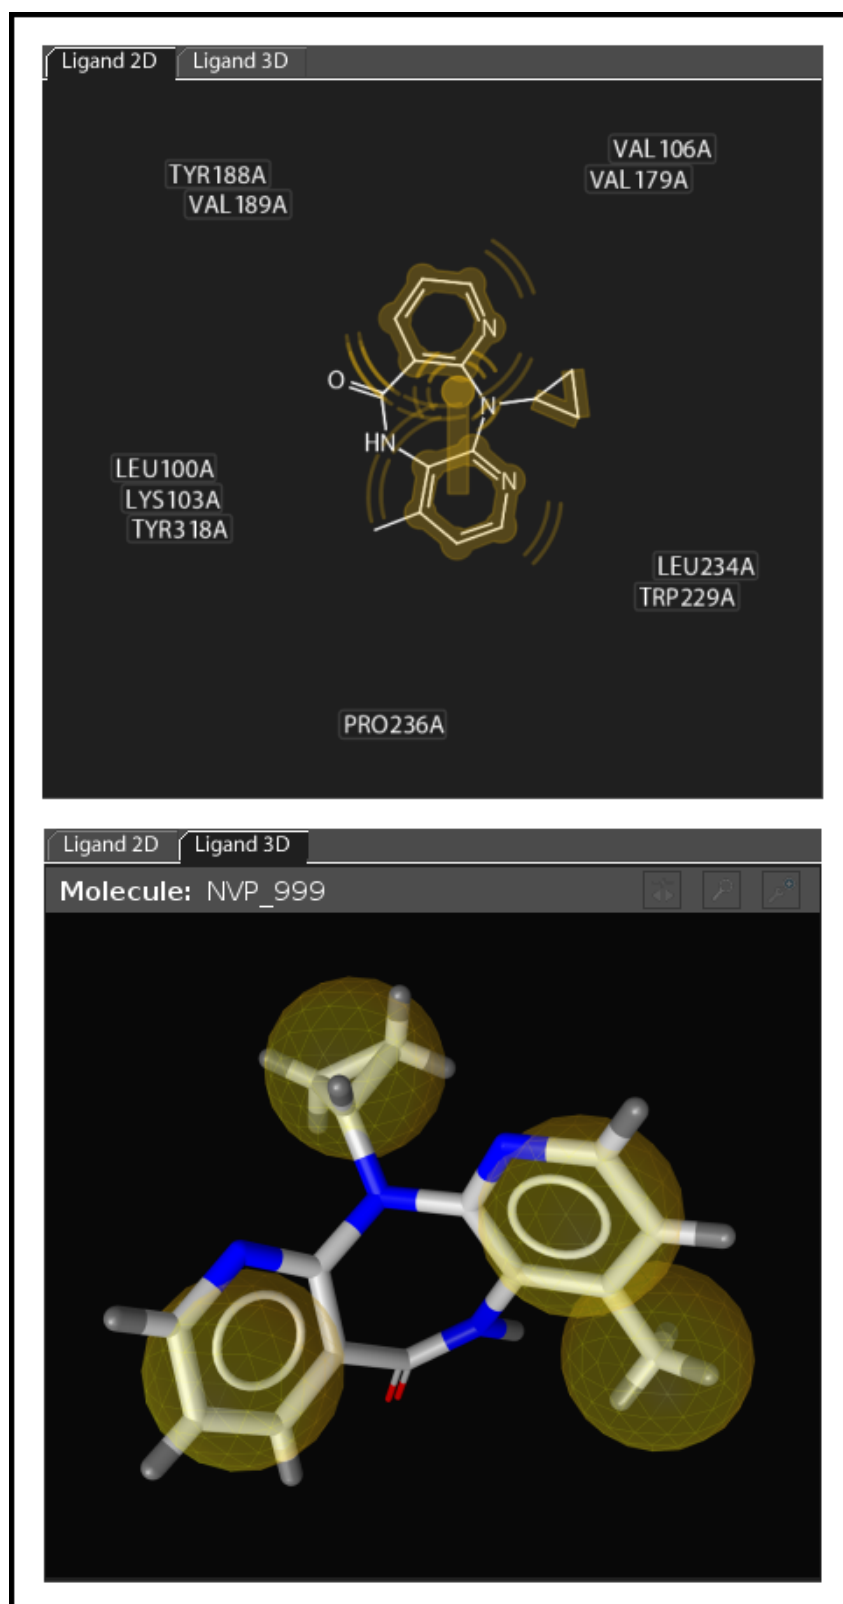 Ligand 2D Ligand 3D
VAL106A
TYR188A
VAL179A
VAL189A
N
O
N
HN
N
LEU100A
LYS103A
TYR318A
LEU234A
TRP229A
PRO236A
Ligand 2D Ligand 3D
Molecule: NVP_999